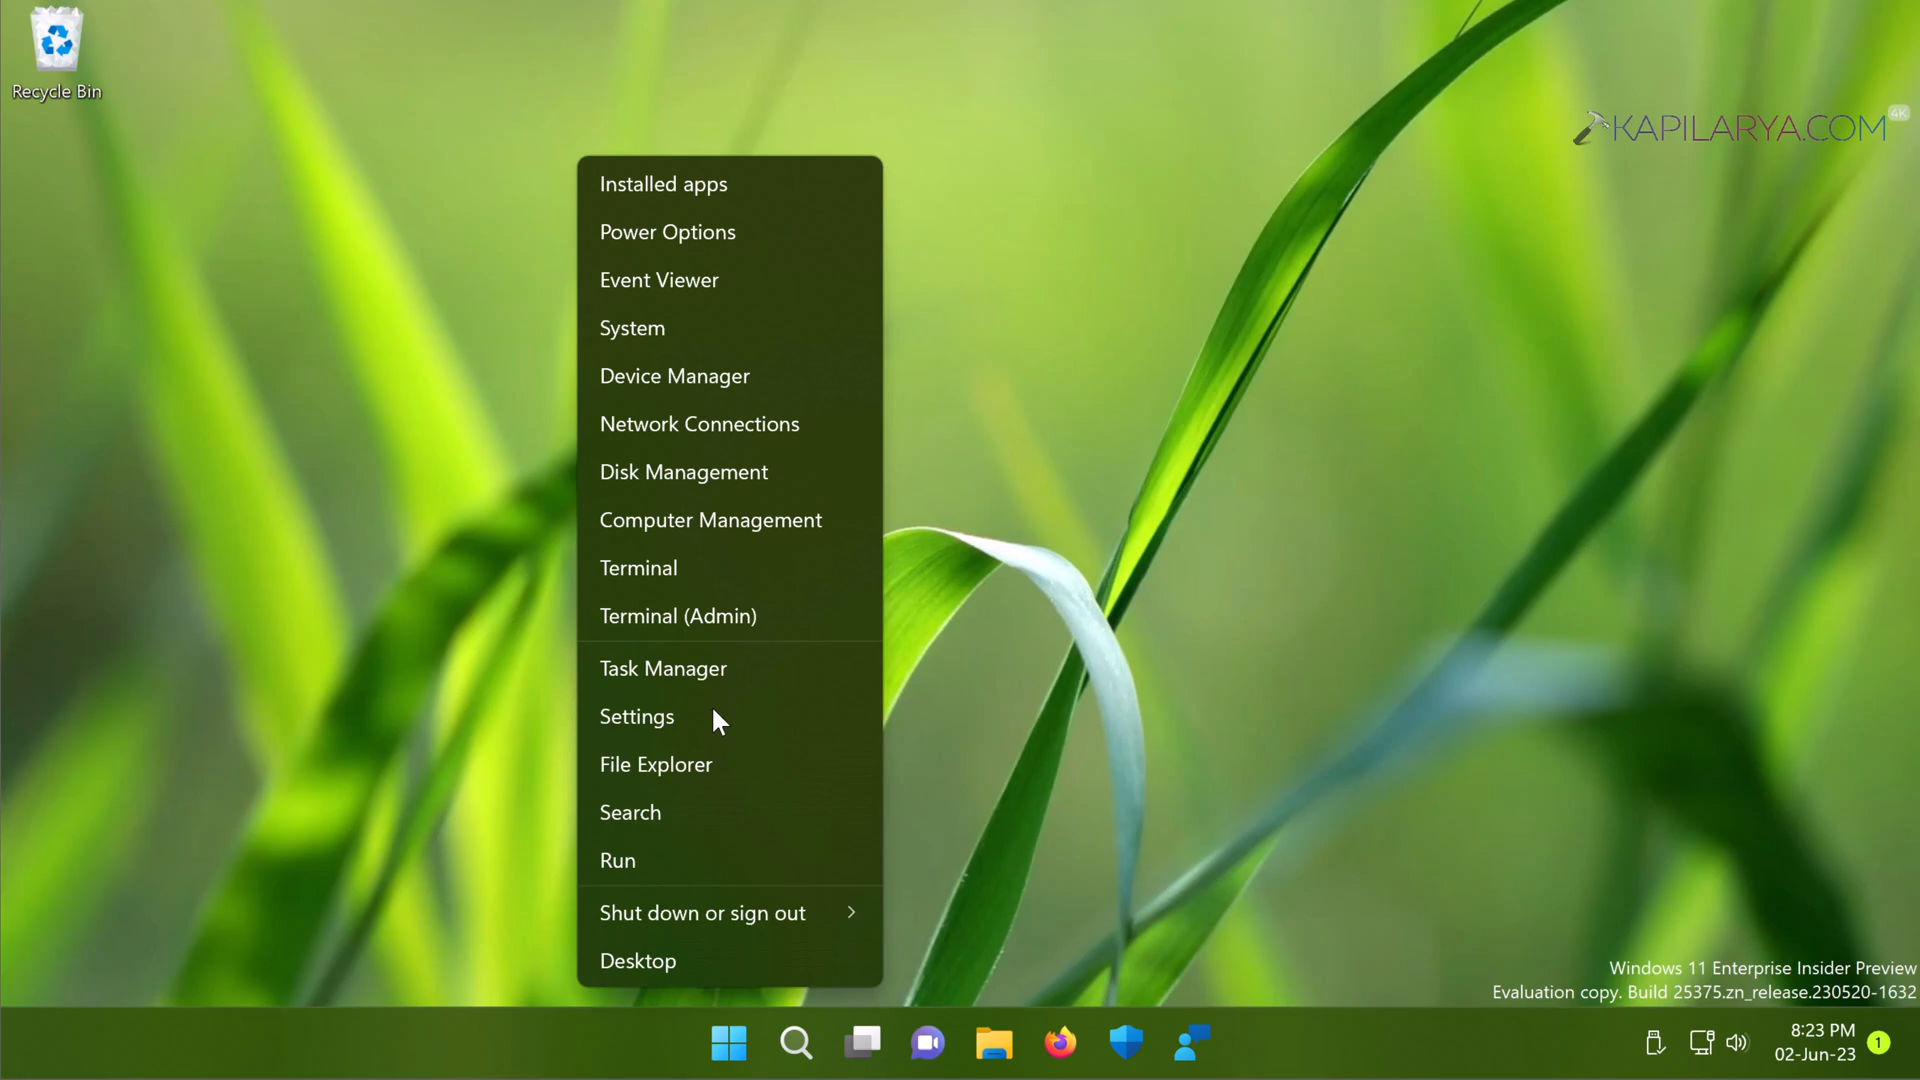 Recycle Bin
KAPILARYA.COM
4K
Installed apps
Power Options
Event Viewer
System
Device Manager
Network Connections
Disk Management
Computer Management
Terminal
Terminal (Admin)
Task Manager
Settings
File Explorer
Search
Run
Shut down or sign out
Desktop
Windows 11 Enterprise Insider Preview
Evaluation copy. Build 25375.zn_release.230520-1632
8:23 PM
02-Jun-23
1